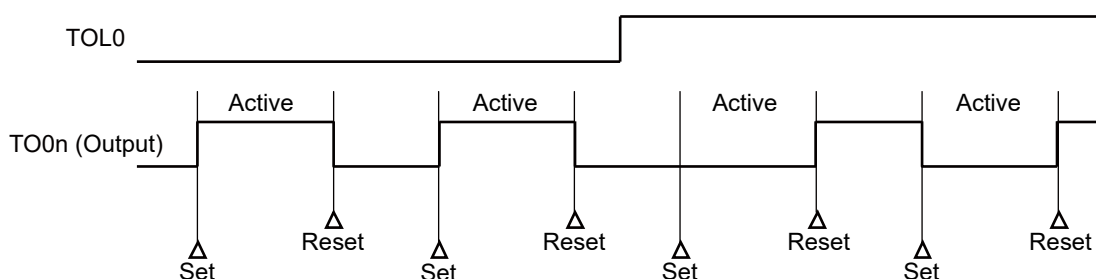 TOL0
Active Active Active Active
TO0n (Output)
Reset Reset Reset Reset
Set Set Set Set